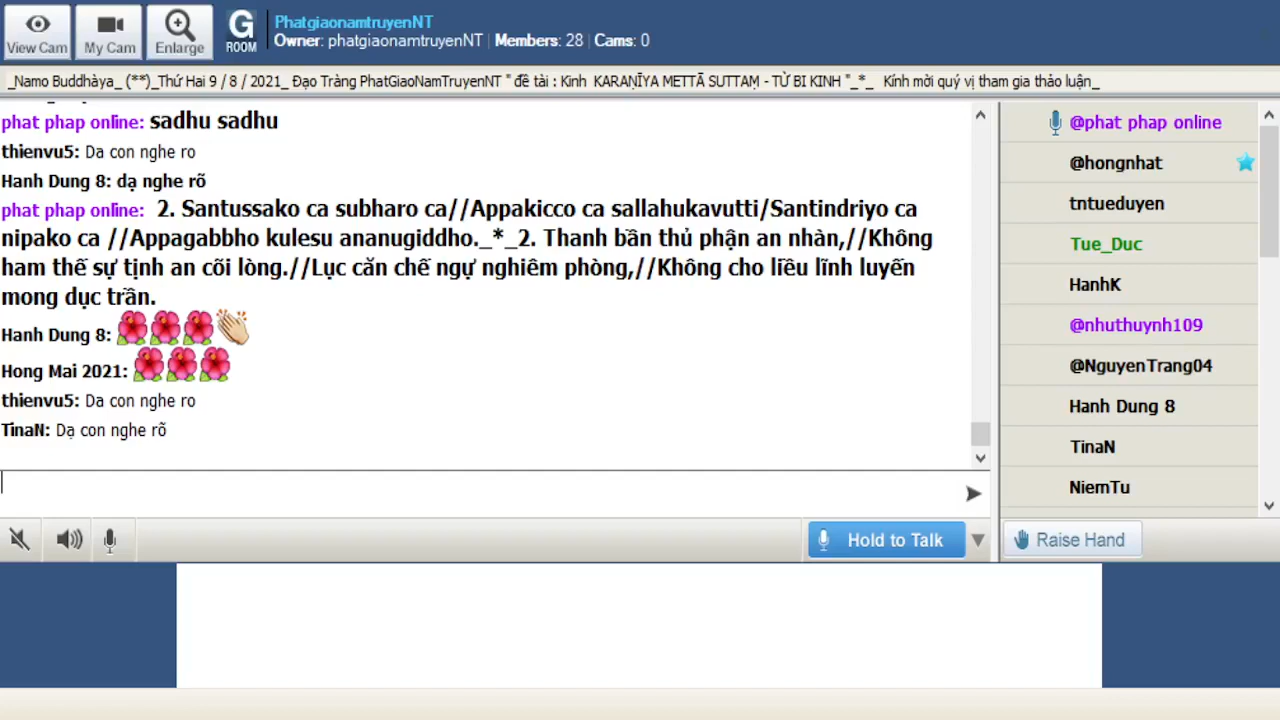 View Cam
My Cam
Enlarge
G
ROOM
PhatgiaonamtruyenNT
Owner: phatgiaonamtruyenNT | Members: 28 | Cams: 0
_Namo Buddhàya_ (**)_Thứ Hai 9 / 8 / 2021_ Đạo Tràng PhatGiaoNamTruyenNT " đề tài : Kinh KARAṆĪYA METTĀ SUTTAṂ - TỪ BI KINH "_*_ Kính mời quý vị tham gia thảo luận_
phat phap online: sadhu sadhu
thienvu5: Da con nghe ro
Hanh Dung 8: dạ nghe rõ
phat phap online: 2. Santussako ca subharo ca//Appakicco ca sallahukavutti/Santindriyo ca
nipako ca //Appagabbho kulesu ananugiddho._*_2. Thanh bần thủ phận an nhàn,//Không
ham thế sự tịnh an cõi lòng.//Lục căn chế ngự nghiêm phòng,//Không cho liều lĩnh luyến
mong dục trần.
Hanh Dung 8:
Hong Mai 2021:
thienvu5: Da con nghe ro
TinaN: Dạ con nghe rõ
Hold to Talk
@phat phap online
@hongnhat
tntueduyen
Tue_Duc
HanhK
@nhuthuynh109
@NguyenTrang04
Hanh Dung 8
TinaN
NiemTu
Raise Hand